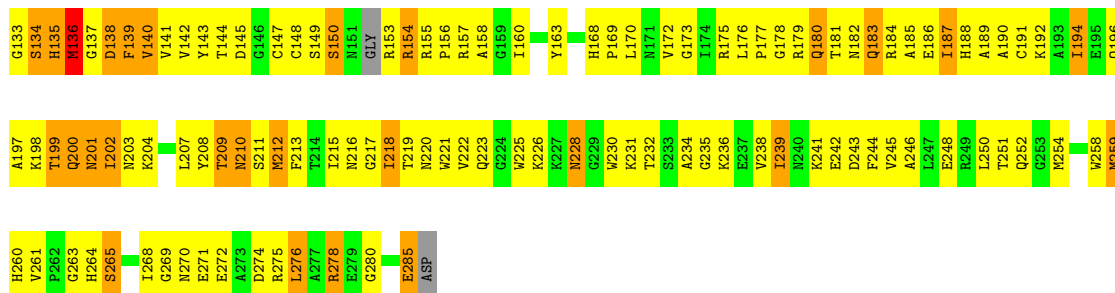 G133 S134 H135 M136 G137 D138 F139 V140 V141 V142 Y143 T144 D145 G146 C147 C148 S149 S150 N151 GLY R153 R154 R155 P156 R157 A158 G159 I160 Y163 H168 P169 L170 N171 V172 G173 I174 R175 L176 P177 G178 R179 Q180 T181 N182 Q183 R184 A185 E186 I187 H188 A189 A190 C191 K192 A193 I194 E195
A197 K198 T199 Q200 N201 I202 N203 K204 L207 Y208 T209 N210 S211 M212 F213 T214 I215 N216 G217 I218 T219 N220 W221 V222 Q223 G224 W225 K226 K227 N228 G229 W230 K231 T232 S233 A234 G235 K236 E237 V238 I239 N240 K241 E242 D243 F244 V245 A246 L247 E248 R249 L250 T251 Q252 G253 M254 W258 M259
H260 V261 P262 G263 H264 S265 I268 G269 N270 E271 E272 A273 D274 R275 L276 A277 R278 E279 G280 E285 ASP